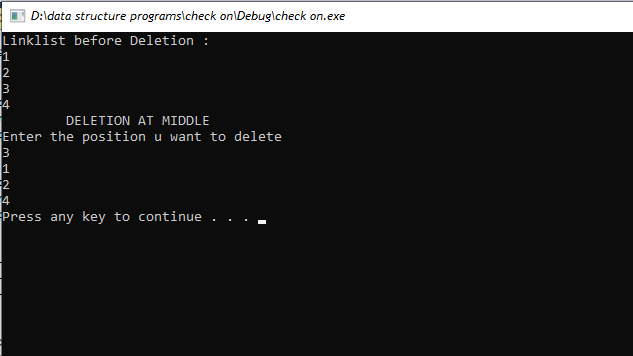 D:\data structure programs\check on\Debug\check on.exe
Linklist before Deletion :
1
2
3
4
DELETION AT MIDDLE
Enter the position u want to delete
3
1
2
4
Press any key to continue . . .